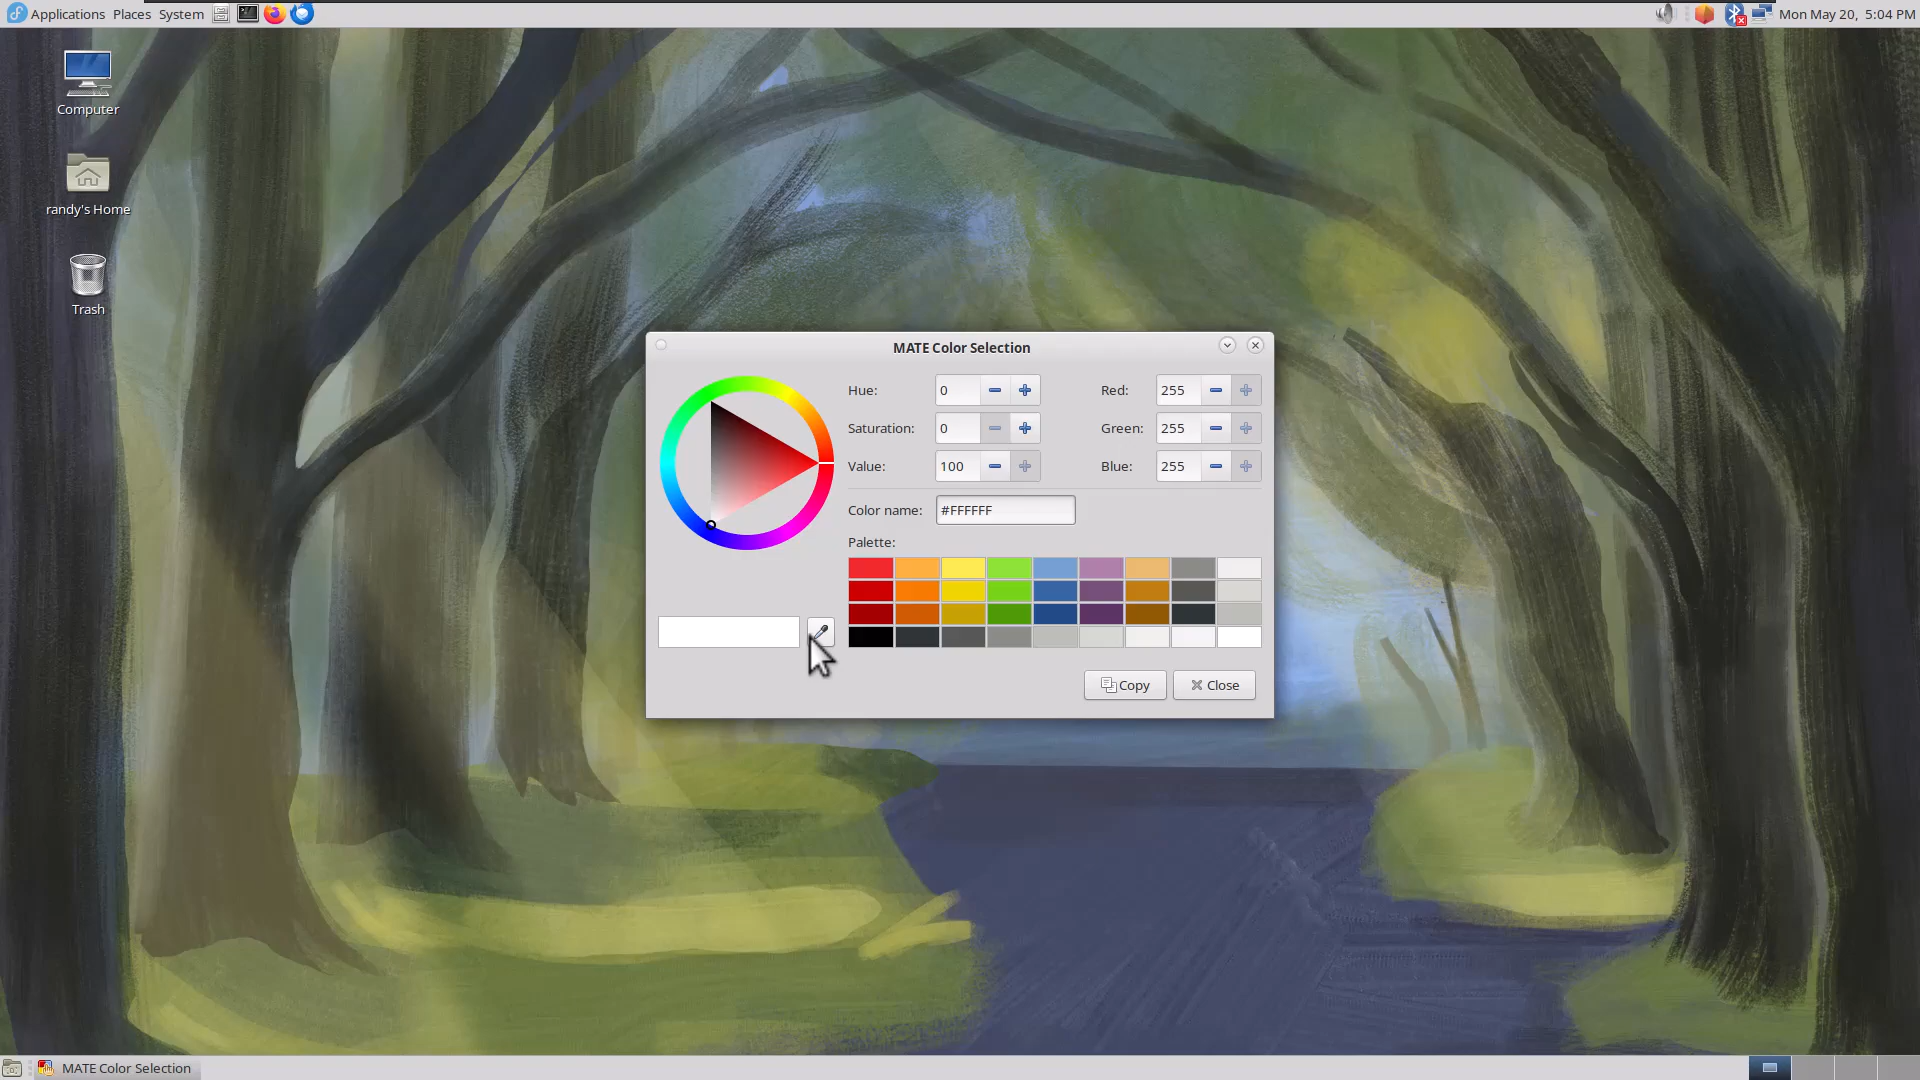 Applications Places System
Mon May 20, 5:04 PM
Computer
randy's Home
Trash
MATE Color Selection
Hue: 0
Red: 255
Saturation: 0
Green: 255
Value: 100
Blue: 255
Color name: #FFFFFF
Palette:
Copy
Close
MATE Color Selection